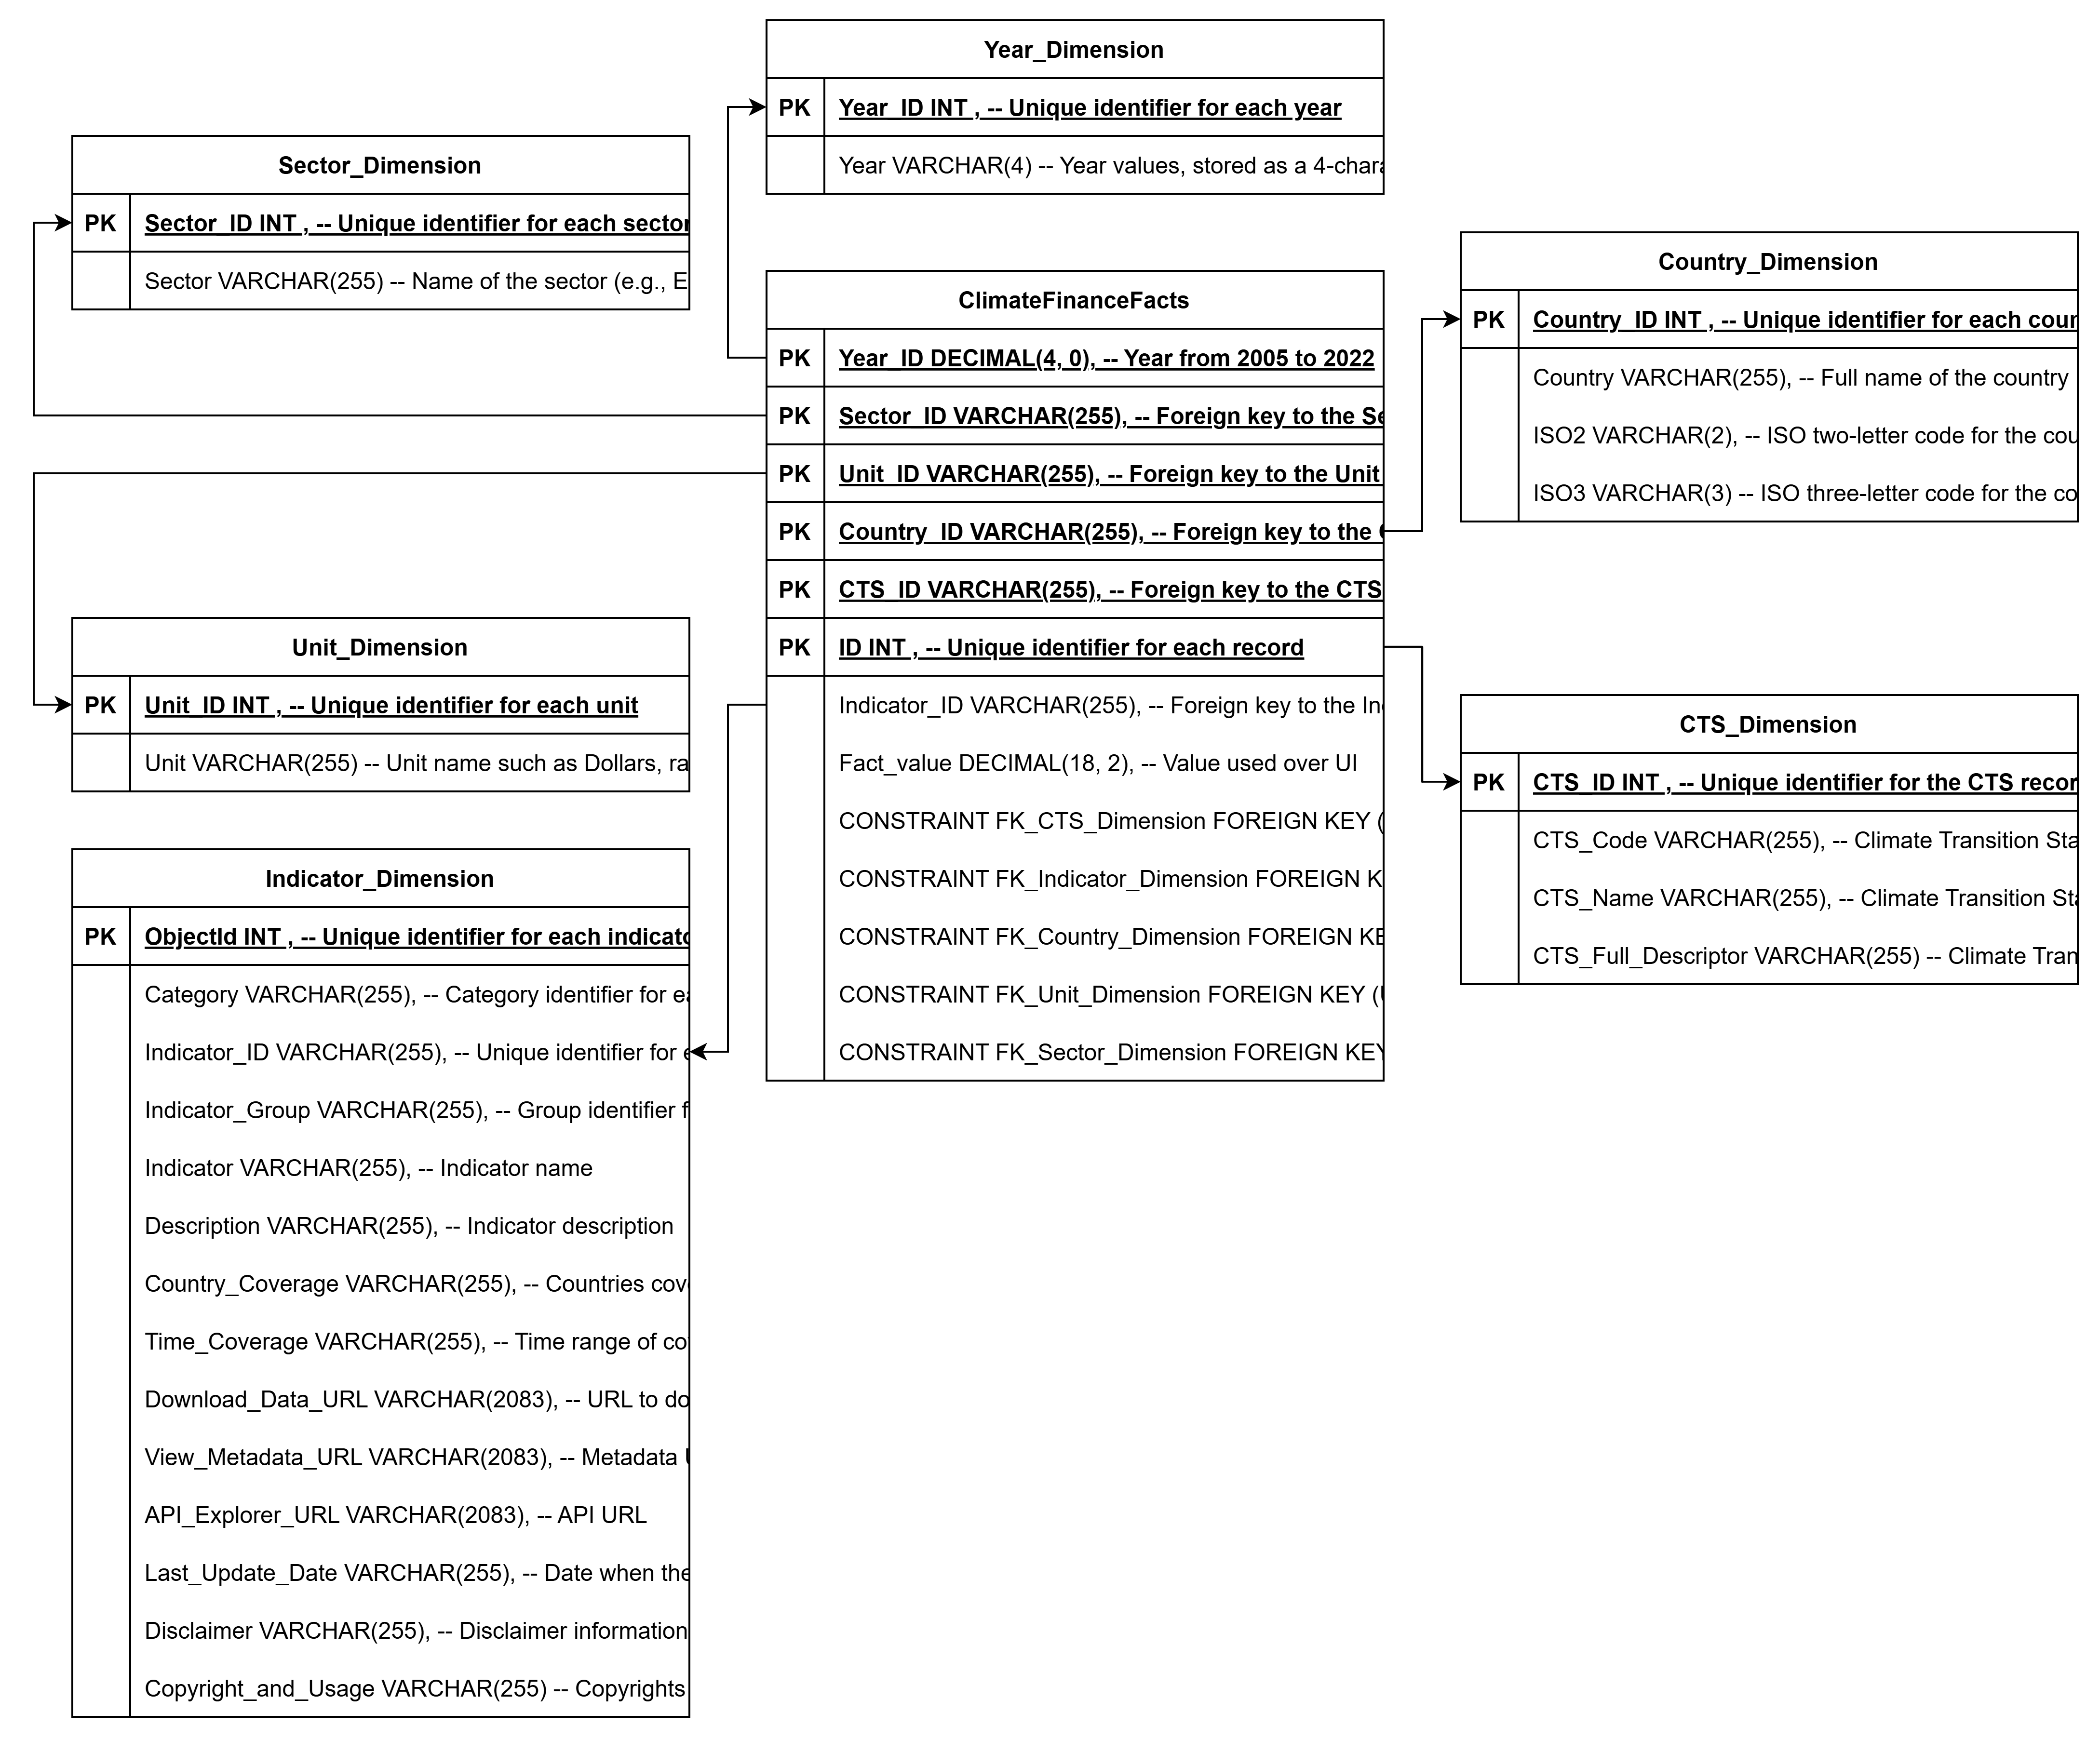 Year_Dimension
PK Year_ID INT , -- Unique identifier for each year
Year VARCHAR(4) -- Year values, stored as a
Sector_Dimension
PK Sector_ID INT , -- Unique identifier for each sector
Sector VARCHAR(255) -- Name of the sector (e.g., E
ClimateFinanceFacts
PK Year_ID DECIMAL(4, 0), -- Year from 2005 to 2022
PK Sector_ID VARCHAR(255), -- Foreign key to the
PK Unit_ID VARCHAR(255), -- Foreign key to the Unit
PK Country_ID VARCHAR(255), -- Foreign key to the
PK CTS_ID VARCHAR(255), -- Foreign key to the CTS
PK ID INT , -- Unique identifier for each record
Indicator_ID VARCHAR(255), -- Foreign key to the
Fact_value DECIMAL(18, 2), -- Value used over UI
CONSTRAINT FK_CTS_Dimension FOREIGN KEY (
CONSTRAINT FK_Indicator_Dimension FOREIGN K
CONSTRAINT FK_Country_Dimension FOREIGN KE
CONSTRAINT FK_Unit_Dimension FOREIGN KEY (
CONSTRAINT FK_Sector_Dimension FOREIGN KEY
Country_Dimension
PK Country_ID INT , -- Unique identifier for each
Country VARCHAR(255), -- Full name of the country
ISO2 VARCHAR(2), -- ISO two-letter code for the
ISO3 VARCHAR(3) -- ISO three-letter code for the
Unit_Dimension
PK Unit_ID INT , -- Unique identifier for each unit
Unit VARCHAR(255) -- Unit name such as Dollars, ra
CTS_Dimension
PK CTS_ID INT , -- Unique identifier for the CTS recor
CTS_Code VARCHAR(255), -- Climate Transition Sta
CTS_Name VARCHAR(255), -- Climate Transition Sta
CTS_Full_Descriptor VARCHAR(255) -- Climate Tran
Indicator_Dimension
PK ObjectId INT , -- Unique identifier for each indicato
Category VARCHAR(255), -- Category identifier for ea
Indicator_ID VARCHAR(255), -- Unique identifier for e
Indicator_Group VARCHAR(255), -- Group identifier f
Indicator VARCHAR(255), -- Indicator name
Description VARCHAR(255), -- Indicator description
Country_Coverage VARCHAR(255), -- Countries cov
Time_Coverage VARCHAR(255), -- Time range of co
Download_Data_URL VARCHAR(2083), -- URL to do
View_Metadata_URL VARCHAR(2083), -- Metadata
API_Explorer_URL VARCHAR(2083), -- API URL
Last_Update_Date VARCHAR(255), -- Date when the
Disclaimer VARCHAR(255), -- Disclaimer information
Copyright_and_Usage VARCHAR(255) -- Copyrights